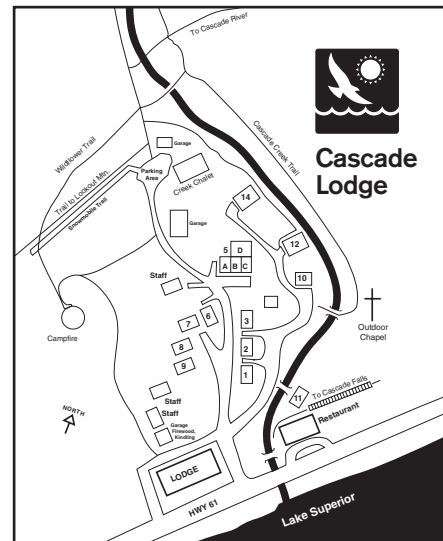 To Cascade River
Cascade
Lodge
Wildflower Trail
Garage
Cascade Creek Trail
Trail to Lookout Mtn.
Snowmobile Trail
Parking
Area
Creek Chalet
14
Garage
12
5 D
A B C
10
Staff
6
3
7
Outdoor
Chapel
Campfire
8
2
9
1
11
To Cascade Falls
Staff
NORTH
Staff
Restaurant
Garage
Firewood,
Kindling
LODGE
HWY 61
Lake Superior